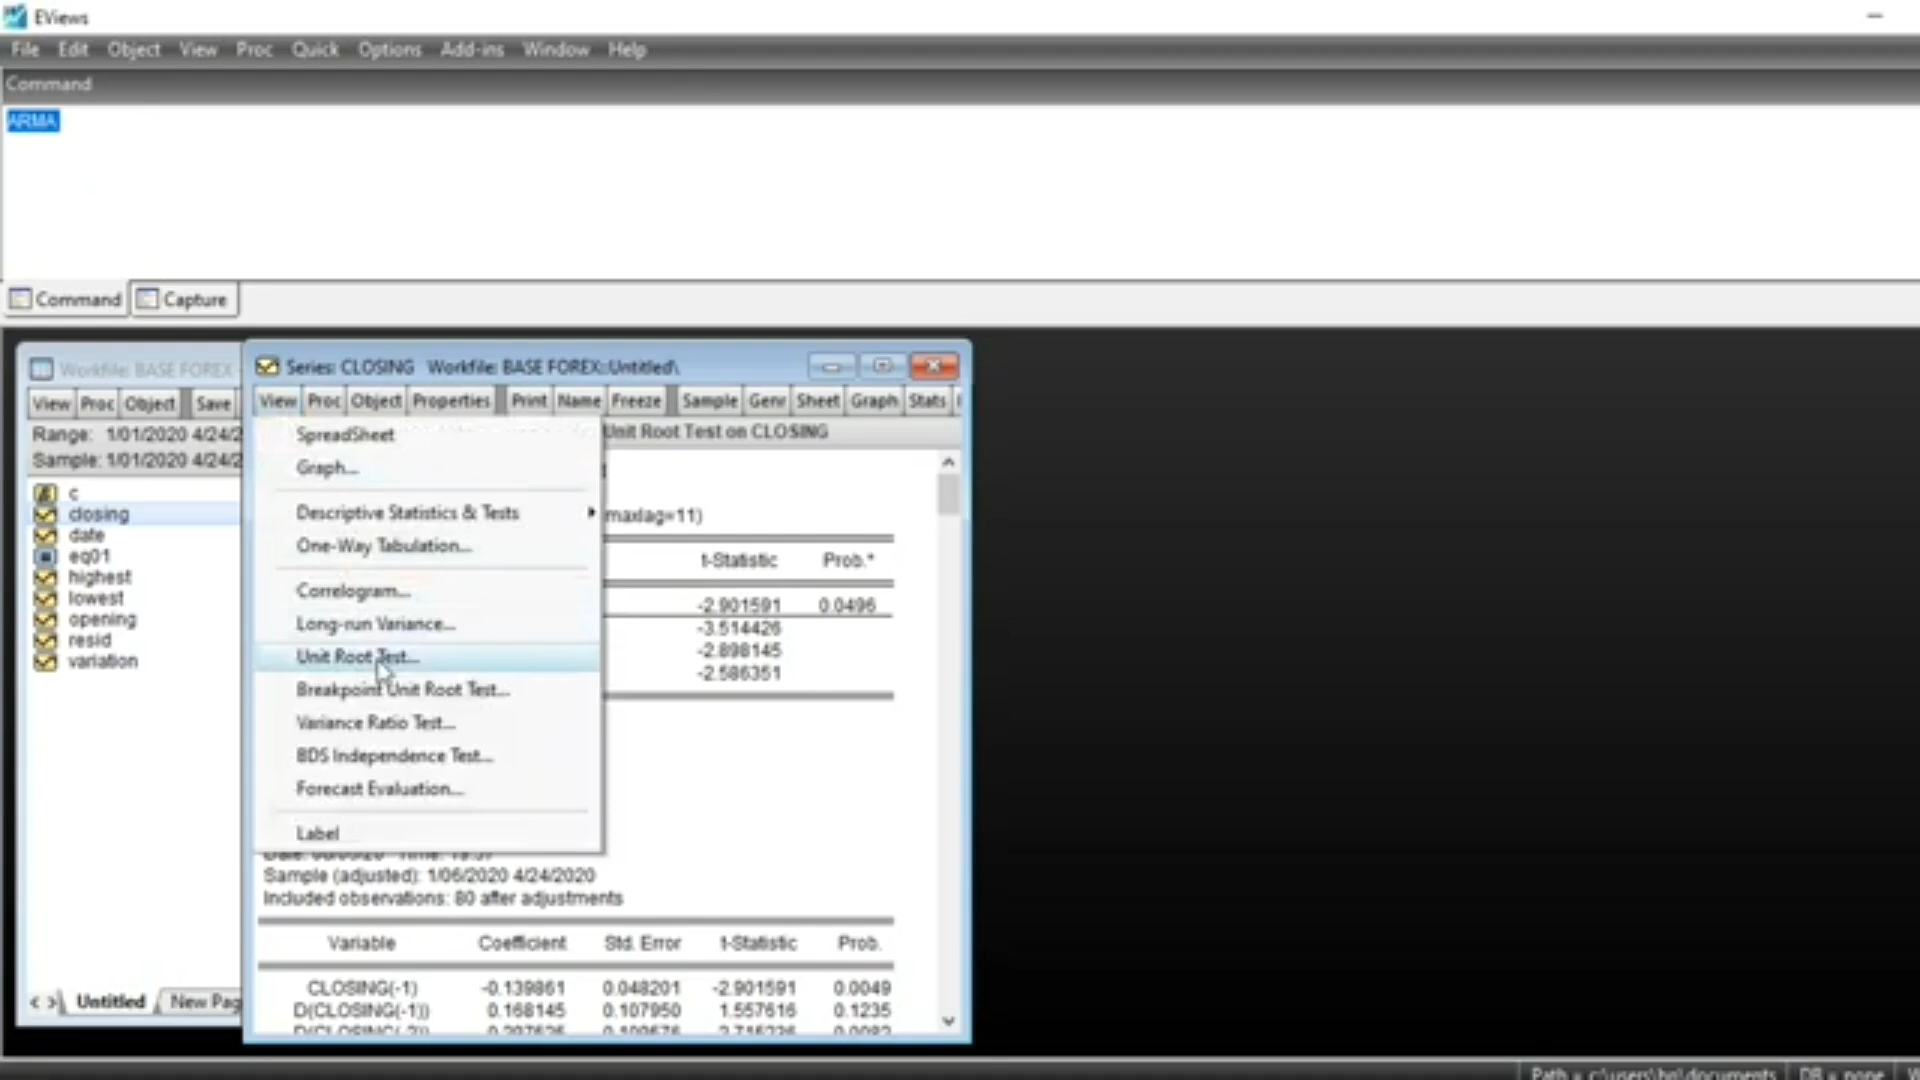 EViews
File Edit Object View Proc Quick Options Add-ins Window Help
Command
ARMA
Command Capture
Workfile: BASE FOREX
View Proc Object Save
Range: 1/01/2020 4/24/2
Sample: 1/01/2020 4/24/2
c
closing
date
eq01
highest
lowest
opening
resid
variation
< > Untitled New Pag
Series: CLOSING Workfile: BASE FOREX::Untitled\
View Proc Object Properties Print Name Freeze Sample Genr Sheet Graph Stats
Unit Root Test on CLOSING
SpreadSheet
Graph...
Descriptive Statistics & Tests
One-Way Tabulation...
Correlogram...
Long-run Variance...
Unit Root Test...
Breakpoint Unit Root Test...
Variance Ratio Test...
BDS Independence Test...
Forecast Evaluation...
Label
maxlag=11)
t-Statistic Prob.*
-2.901591 0.0496
-3.514426
-2.898145
-2.586351
Sample (adjusted): 1/06/2020 4/24/2020
Included observations: 80 after adjustments
Variable Coefficient Std. Error t-Statistic Prob.
CLOSING(-1) -0.139861 0.048201 -2.901591 0.0049
D(CLOSING(-1)) 0.168145 0.107950 1.557616 0.1235
Path = c:\users\hp\documents DB = none